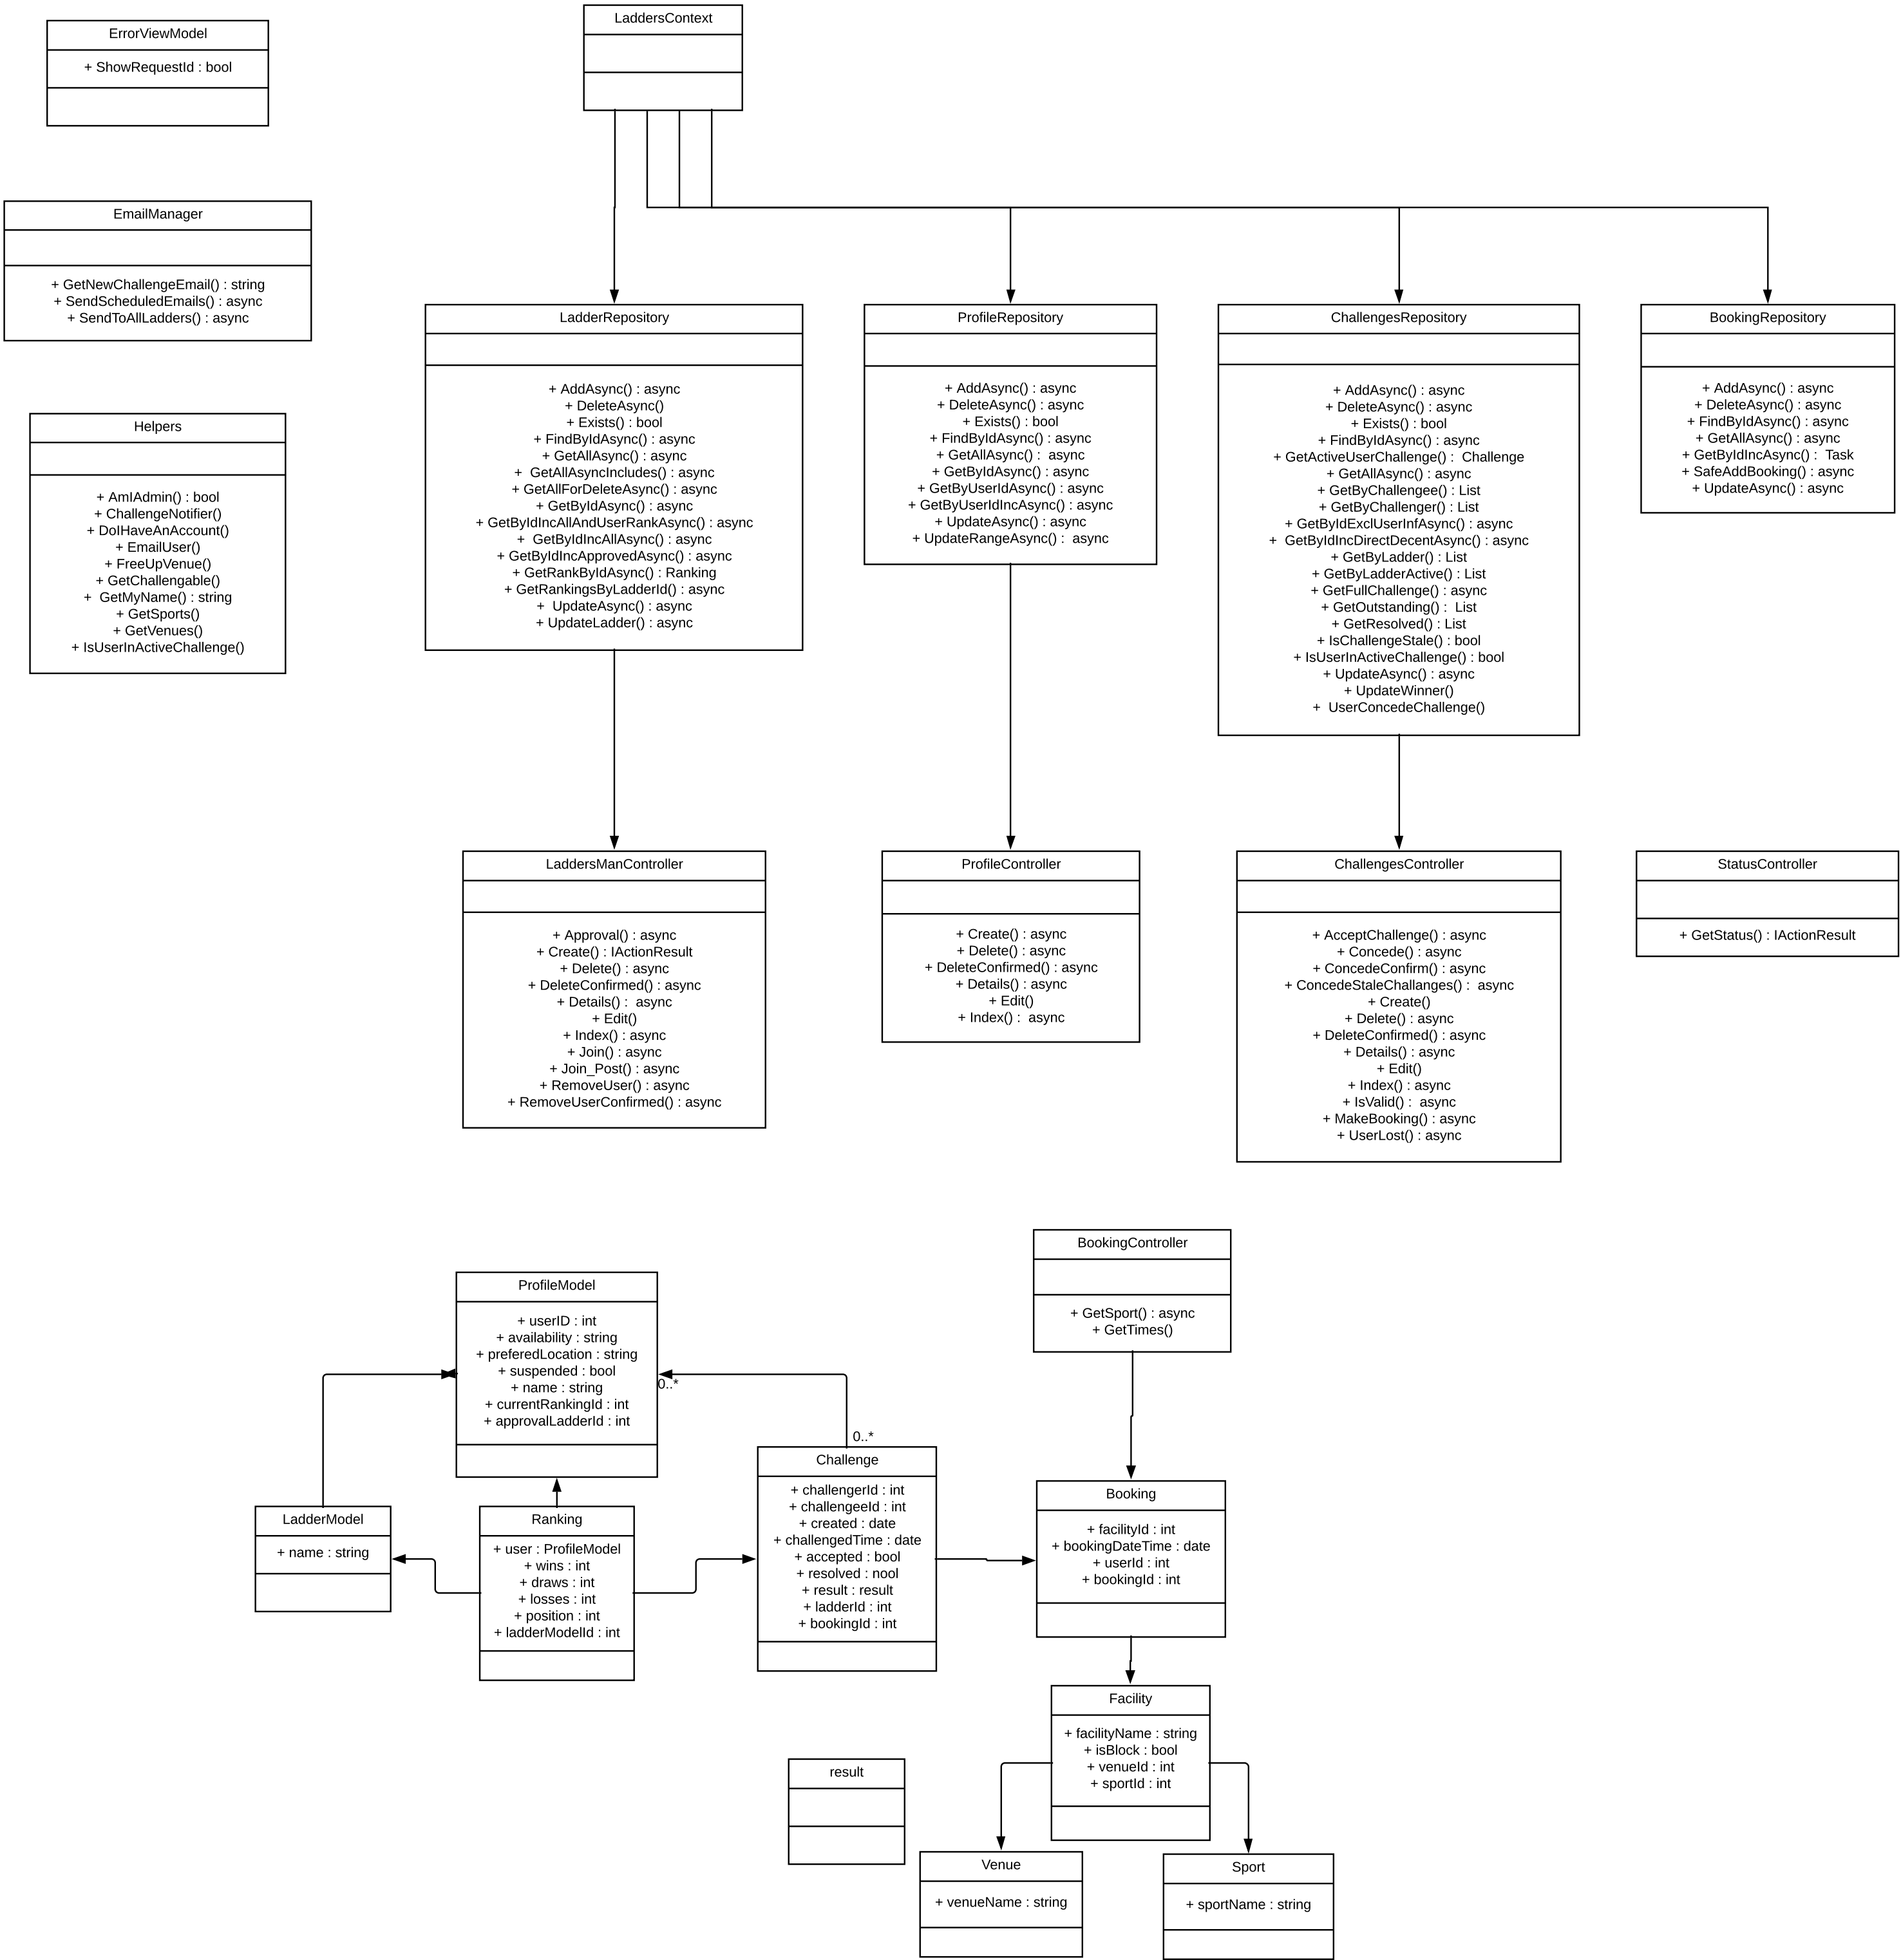 LaddersContext
ErrorViewModel
+ ShowRequestId : bool
EmailManager
+ GetNewChallengeEmail() : string
+ SendScheduledEmails() : async
+ SendToAllLadders() : async
Helpers
+ AmIAdmin() : bool
+ ChallengeNotifier()
+ DoIHaveAnAccount()
+ EmailUser()
+ FreeUpVenue()
+ GetChallengable()
+  GetMyName() : string
+ GetSports()
+ GetVenues()
+ IsUserInActiveChallenge()
LadderRepository
+ AddAsync() : async
+ DeleteAsync()
+ Exists() : bool
+ FindByIdAsync() : async
+ GetAllAsync() : async
+  GetAllAsyncIncludes() : async
+ GetAllForDeleteAsync() : async
+ GetByIdAsync() : async
+ GetByIdIncAllAndUserRankAsync() : async
+  GetByIdIncAllAsync() : async
+ GetByIdIncApprovedAsync() : async
+ GetRankByIdAsync() : Ranking
+ GetRankingsByLadderId() : async
+  UpdateAsync() : async
+ UpdateLadder() : async
ProfileRepository
+ AddAsync() : async
+ DeleteAsync() : async
+ Exists() : bool
+ FindByIdAsync() : async
+ GetAllAsync() :  async
+ GetByIdAsync() : async
+ GetByUserIdAsync() : async
+ GetByUserIdIncAsync() : async
+ UpdateAsync() : async
+ UpdateRangeAsync() :  async
ChallengesRepository
+ AddAsync() : async
+ DeleteAsync() : async
+ Exists() : bool
+ FindByIdAsync() : async
+ GetActiveUserChallenge() :  Challenge
+ GetAllAsync() : async
+ GetByChallengee() : List
+ GetByChallenger() : List
+ GetByIdExclUserInfAsync() : async
+  GetByIdIncDirectDecentAsync() : async
+ GetByLadder() : List
+ GetByLadderActive() : List
+ GetFullChallenge() : async
+ GetOutstanding() :  List
+ GetResolved() : List
+ IsChallengeStale() : bool
+ IsUserInActiveChallenge() : bool
+ UpdateAsync() : async
+ UpdateWinner()
+  UserConcedeChallenge()
BookingRepository
+ AddAsync() : async
+ DeleteAsync() : async
+ FindByIdAsync() : async
+ GetAllAsync() : async
+ GetByIdIncAsync() :  Task
+ SafeAddBooking() : async
+ UpdateAsync() : async
LaddersManController
+ Approval() : async
+ Create() : IActionResult
+ Delete() : async
+ DeleteConfirmed() : async
+ Details() :  async
+ Edit()
+ Index() : async
+ Join() : async
+ Join_Post() : async
+ RemoveUser() : async
+ RemoveUserConfirmed() : async
ProfileController
+ Create() : async
+ Delete() : async
+ DeleteConfirmed() : async
+ Details() : async
+ Edit()
+ Index() :  async
ChallengesController
+ AcceptChallenge() : async
+ Concede() : async
+ ConcedeConfirm() : async
+ ConcedeStaleChallanges() :  async
+ Create()
+ Delete() : async
+ DeleteConfirmed() : async
+ Details() : async
+ Edit()
+ Index() : async
+ IsValid() :  async
+ MakeBooking() : async
+ UserLost() : async
StatusController
+ GetStatus() : IActionResult
BookingController
+ GetSport() : async
+ GetTimes()
ProfileModel
+ userID : int
+ availability : string
+ preferedLocation : string
+ suspended : bool
+ name : string
+ currentRankingId : int
+ approvalLadderId : int
0..*
0..*
LadderModel
+ name : string
Ranking
+ user : ProfileModel
+ wins : int
+ draws : int
+ losses : int
+ position : int
+ ladderModelId : int
Challenge
+ challengerId : int
+ challengeeId : int
+ created : date
+ challengedTime : date
+ accepted : bool
+ resolved : nool
+ result : result
+ ladderId : int
+ bookingId : int
Booking
+ facilityId : int
+ bookingDateTime : date
+ userId : int
+ bookingId : int
Facility
+ facilityName : string
+ isBlock : bool
+ venueId : int
+ sportId : int
result
Venue
+ venueName : string
Sport
+ sportName : string